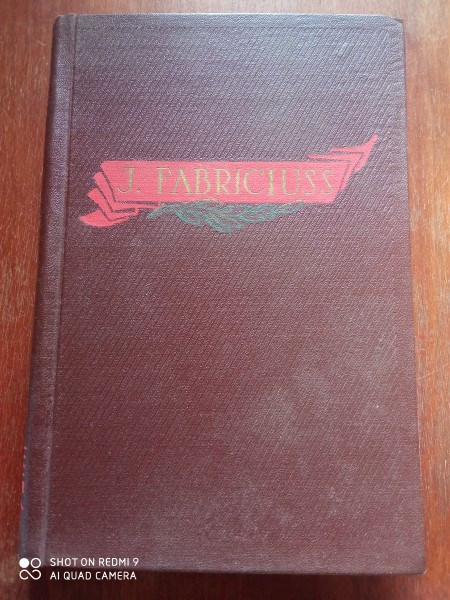 J. FABRICIUSS
SHOT ON REDMI 9
AI QUAD CAMERA